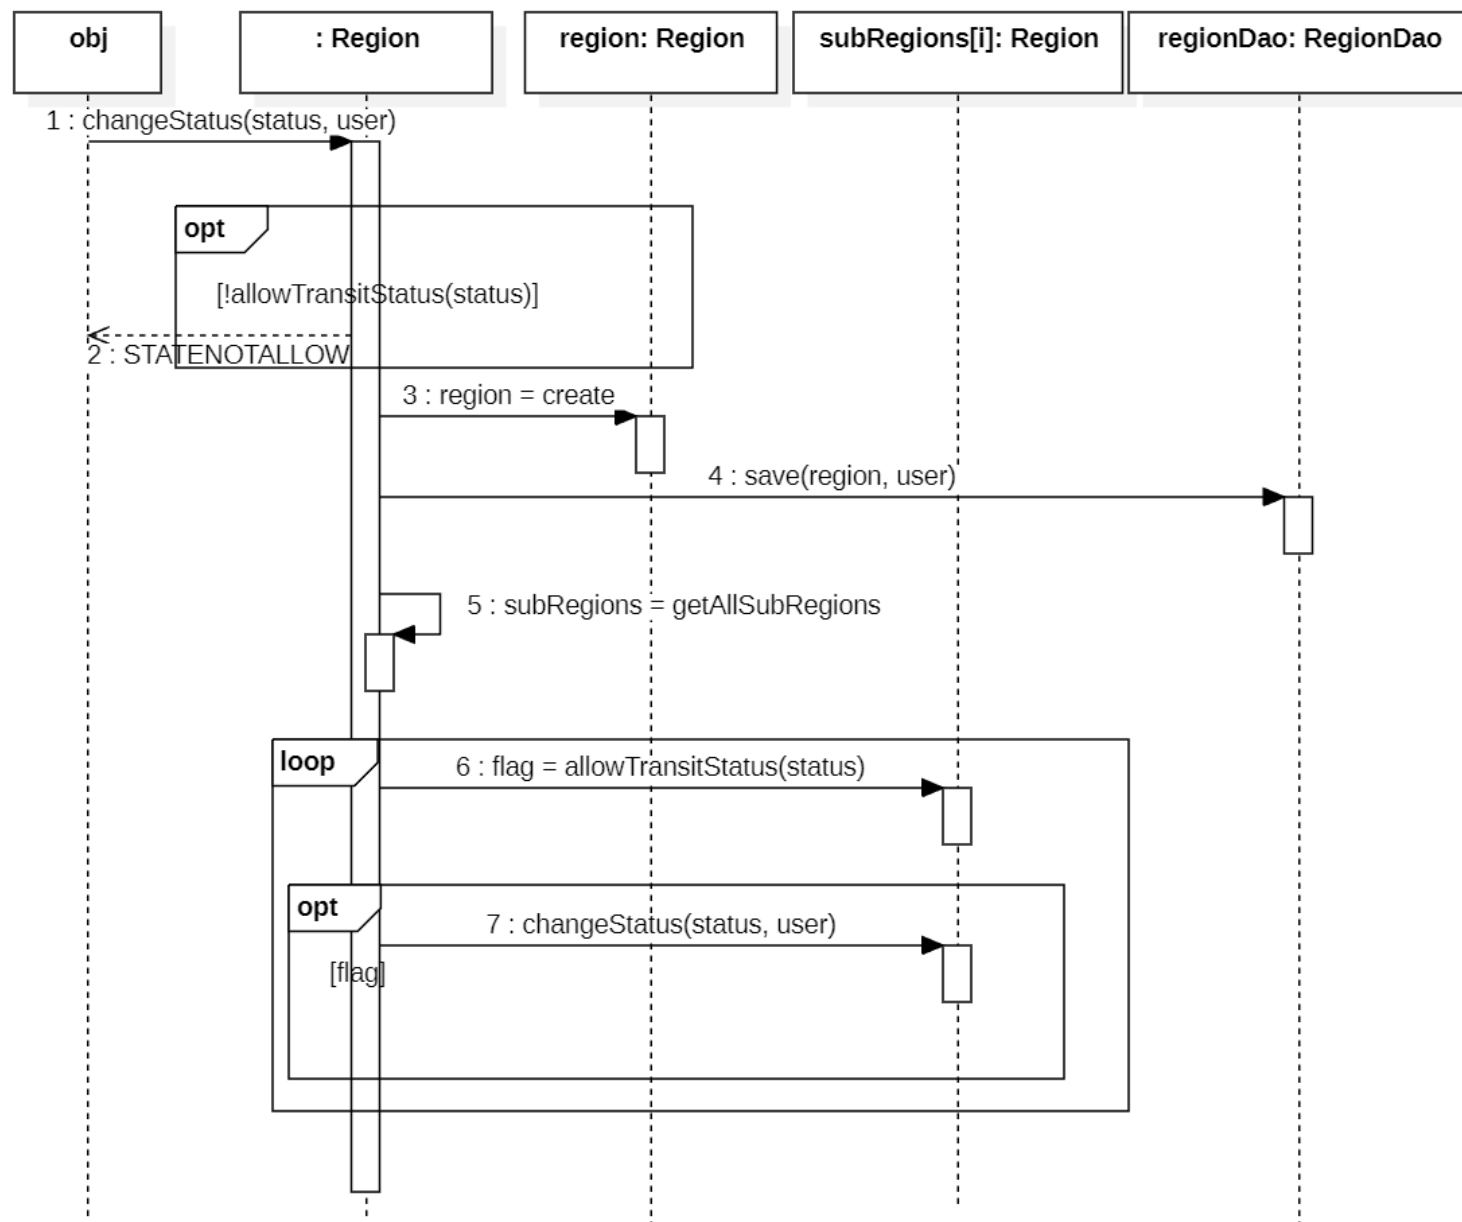 obj
: Region
region: Region
subRegions[i]: Region
regionDao: RegionDao
1 : changeStatus(status, user)
opt
[!allowTransitStatus(status)]
2 : STATENOTALLOW
3 : region = create
4 : save(region, user)
5 : subRegions = getAllSubRegions
loop
6 : flag = allowTransitStatus(status)
opt
7 : changeStatus(status, user)
[flag]